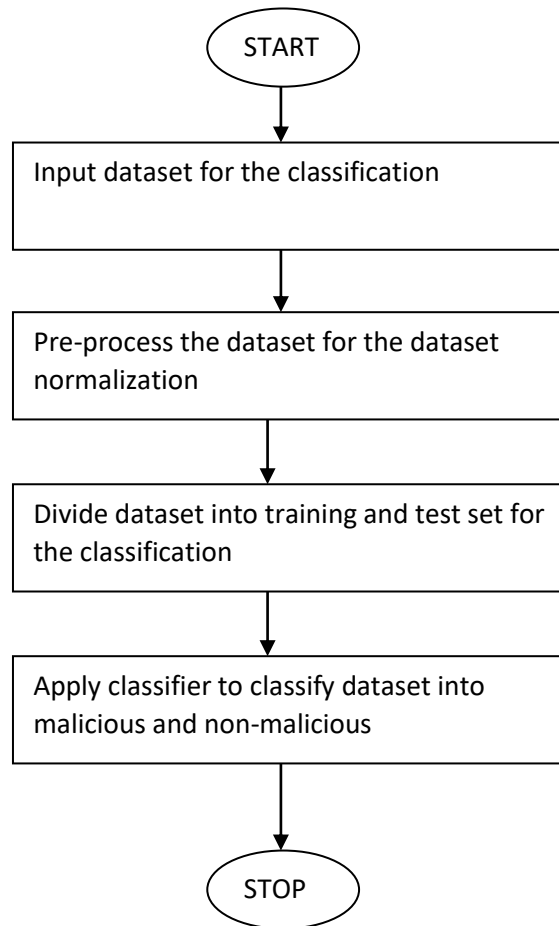 START
Input dataset for the classification
Pre-process the dataset for the dataset
normalization
Divide dataset into training and test set for
the classification
Apply classifier to classify dataset into
malicious and non-malicious
STOP